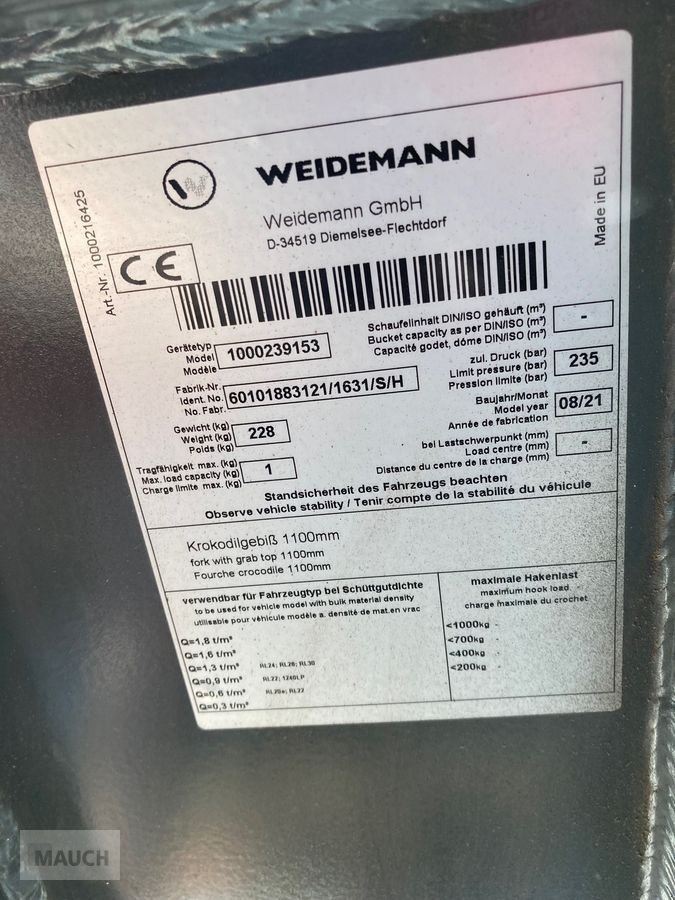 WEIDEMANN
Weidemann GmbH
D-34519 Diemelsee-Flechtdorf
Made in EU
Art.-Nr. 1000216425
CE
Gerätetyp
Model
Modèle
1000239153
Fabrik-Nr.
Ident. No.
No. Fabr.
60101883121/1631/S/H
Gewicht (kg)
Weight (kg)
Poids (kg)
228
Tragfähigkeit max. (kg)
Max. load capacity (kg)
Charge limite max. (kg)
1
Schaufelinhalt DIN/ISO gehäuft (m³)
Bucket capacity as per DIN/ISO (m³)
Capacité godet, dôme DIN/ISO (m³)
-
zul. Druck (bar)
Limit pressure (bar)
Pression limite (bar)
235
Baujahr/Monat
Model year
Année de fabrication
08/21
bei Lastschwerpunkt (mm)
Load centre (mm)
Distance du centre de la charge (mm)
-
Standsicherheit des Fahrzeugs beachten
Observe vehicle stability / Tenir compte de la stabilité du véhicule
Krokodilgebiß 1100mm
fork with grab top 1100mm
Fourche crocodile 1100mm
verwendbar für Fahrzeugtyp bei Schüttgutdichte
to be used for vehicle model with bulk material density
utilisable pour véhicule modèle a. densité de mat.en vrac
Q=1,8 t/m³
Q=1,6 t/m³
Q=1,3 t/m³ RL24; RL28; RL30
Q=0,9 t/m³ RL22; 1240LP
Q=0,6 t/m³ RL20e; RL22
Q=0,3 t/m³
maximale Hakenlast
maximum hook load
charge maximale du crochet
<1000kg -
<700kg -
<400kg -
<200kg -
MAUCH